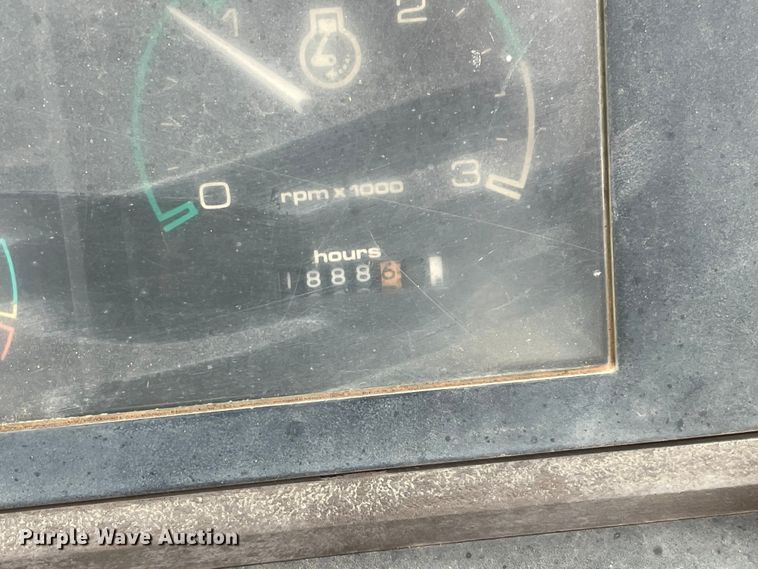 1
2
0
3
rpm x 1000
hours
18886
Purple Wave Auction